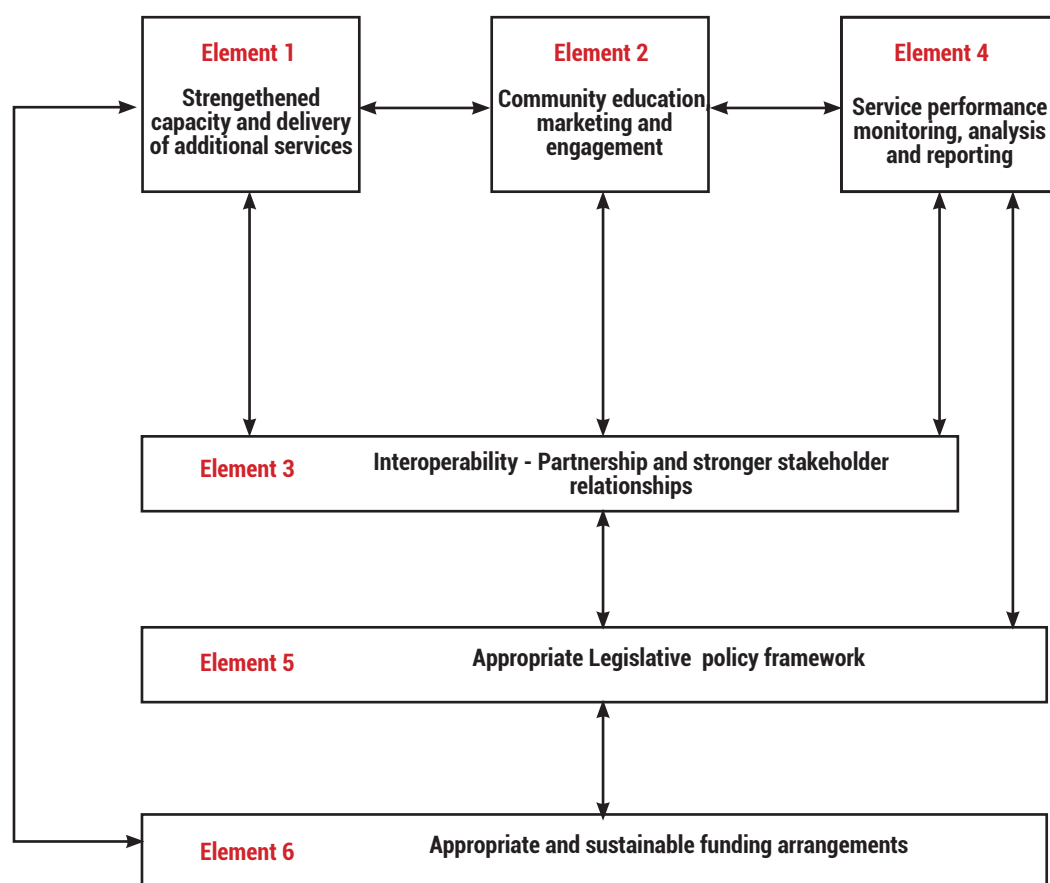 Element 1
Strengethened
capacity and delivery
of additional services
Element 2
Community education,
marketing and
engagement
Element 4
Service performance
monitoring, analysis
and reporting
Element 3
Interoperability - Partnership and stronger stakeholder
relationships
Element 5
Appropriate Legislative policy framework
Element 6
Appropriate and sustainable funding arrangements